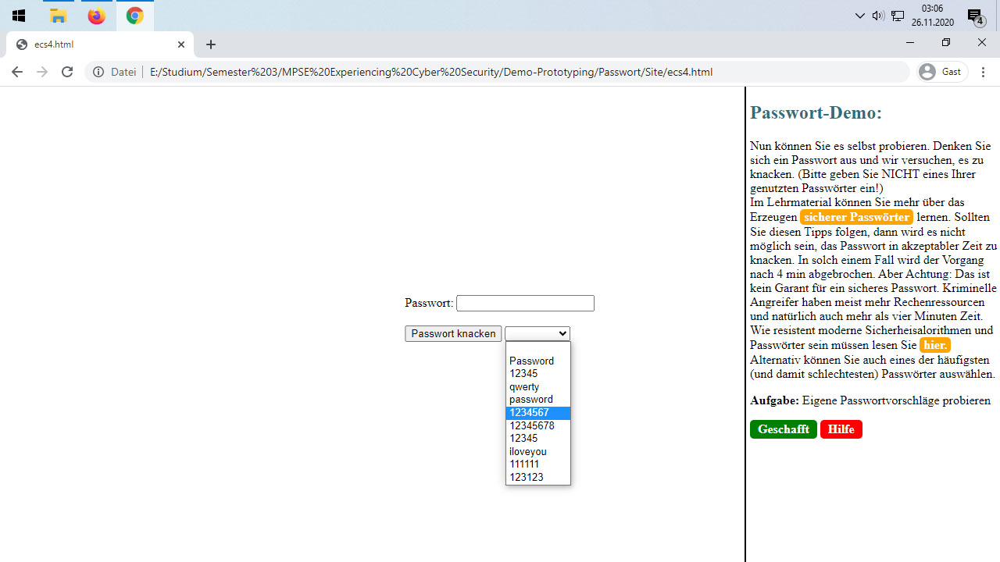 03:06
26.11.2020
4
ecs4.html
Datei
E:/Studium/Semester%203/MPSE%20Experiencing%20Cyber%20Security/Demo-Prototyping/Passwort/Site/ecs4.html
Gast
Passwort:
Passwort knacken
Password
12345
qwerty
password
1234567
12345678
12345
iloveyou
111111
123123
Passwort-Demo:
Nun können Sie es selbst probieren. Denken Sie
sich ein Passwort aus und wir versuchen, es zu
knacken. (Bitte geben Sie NICHT eines Ihrer
genutzten Passwörter ein!)
Im Lehrmaterial können Sie mehr über das
Erzeugen sicherer Passwörter lernen. Sollten
Sie diesen Tipps folgen, dann wird es nicht
möglich sein, das Passwort in akzeptabler Zeit zu
knacken. In solch einem Fall wird der Vorgang
nach 4 min abgebrochen. Aber Achtung: Das ist
kein Garant für ein sicheres Passwort. Kriminelle
Angreifer haben meist mehr Rechenressourcen
und natürlich auch mehr als vier Minuten Zeit.
Wie resistent moderne Sicherheisalorithmen und
Passwörter sein müssen lesen Sie hier.
Alternativ können Sie auch eines der häufigsten
(und damit schlechtesten) Passwörter auswählen.
Aufgabe: Eigene Passwortvorschläge probieren
Geschafft Hilfe